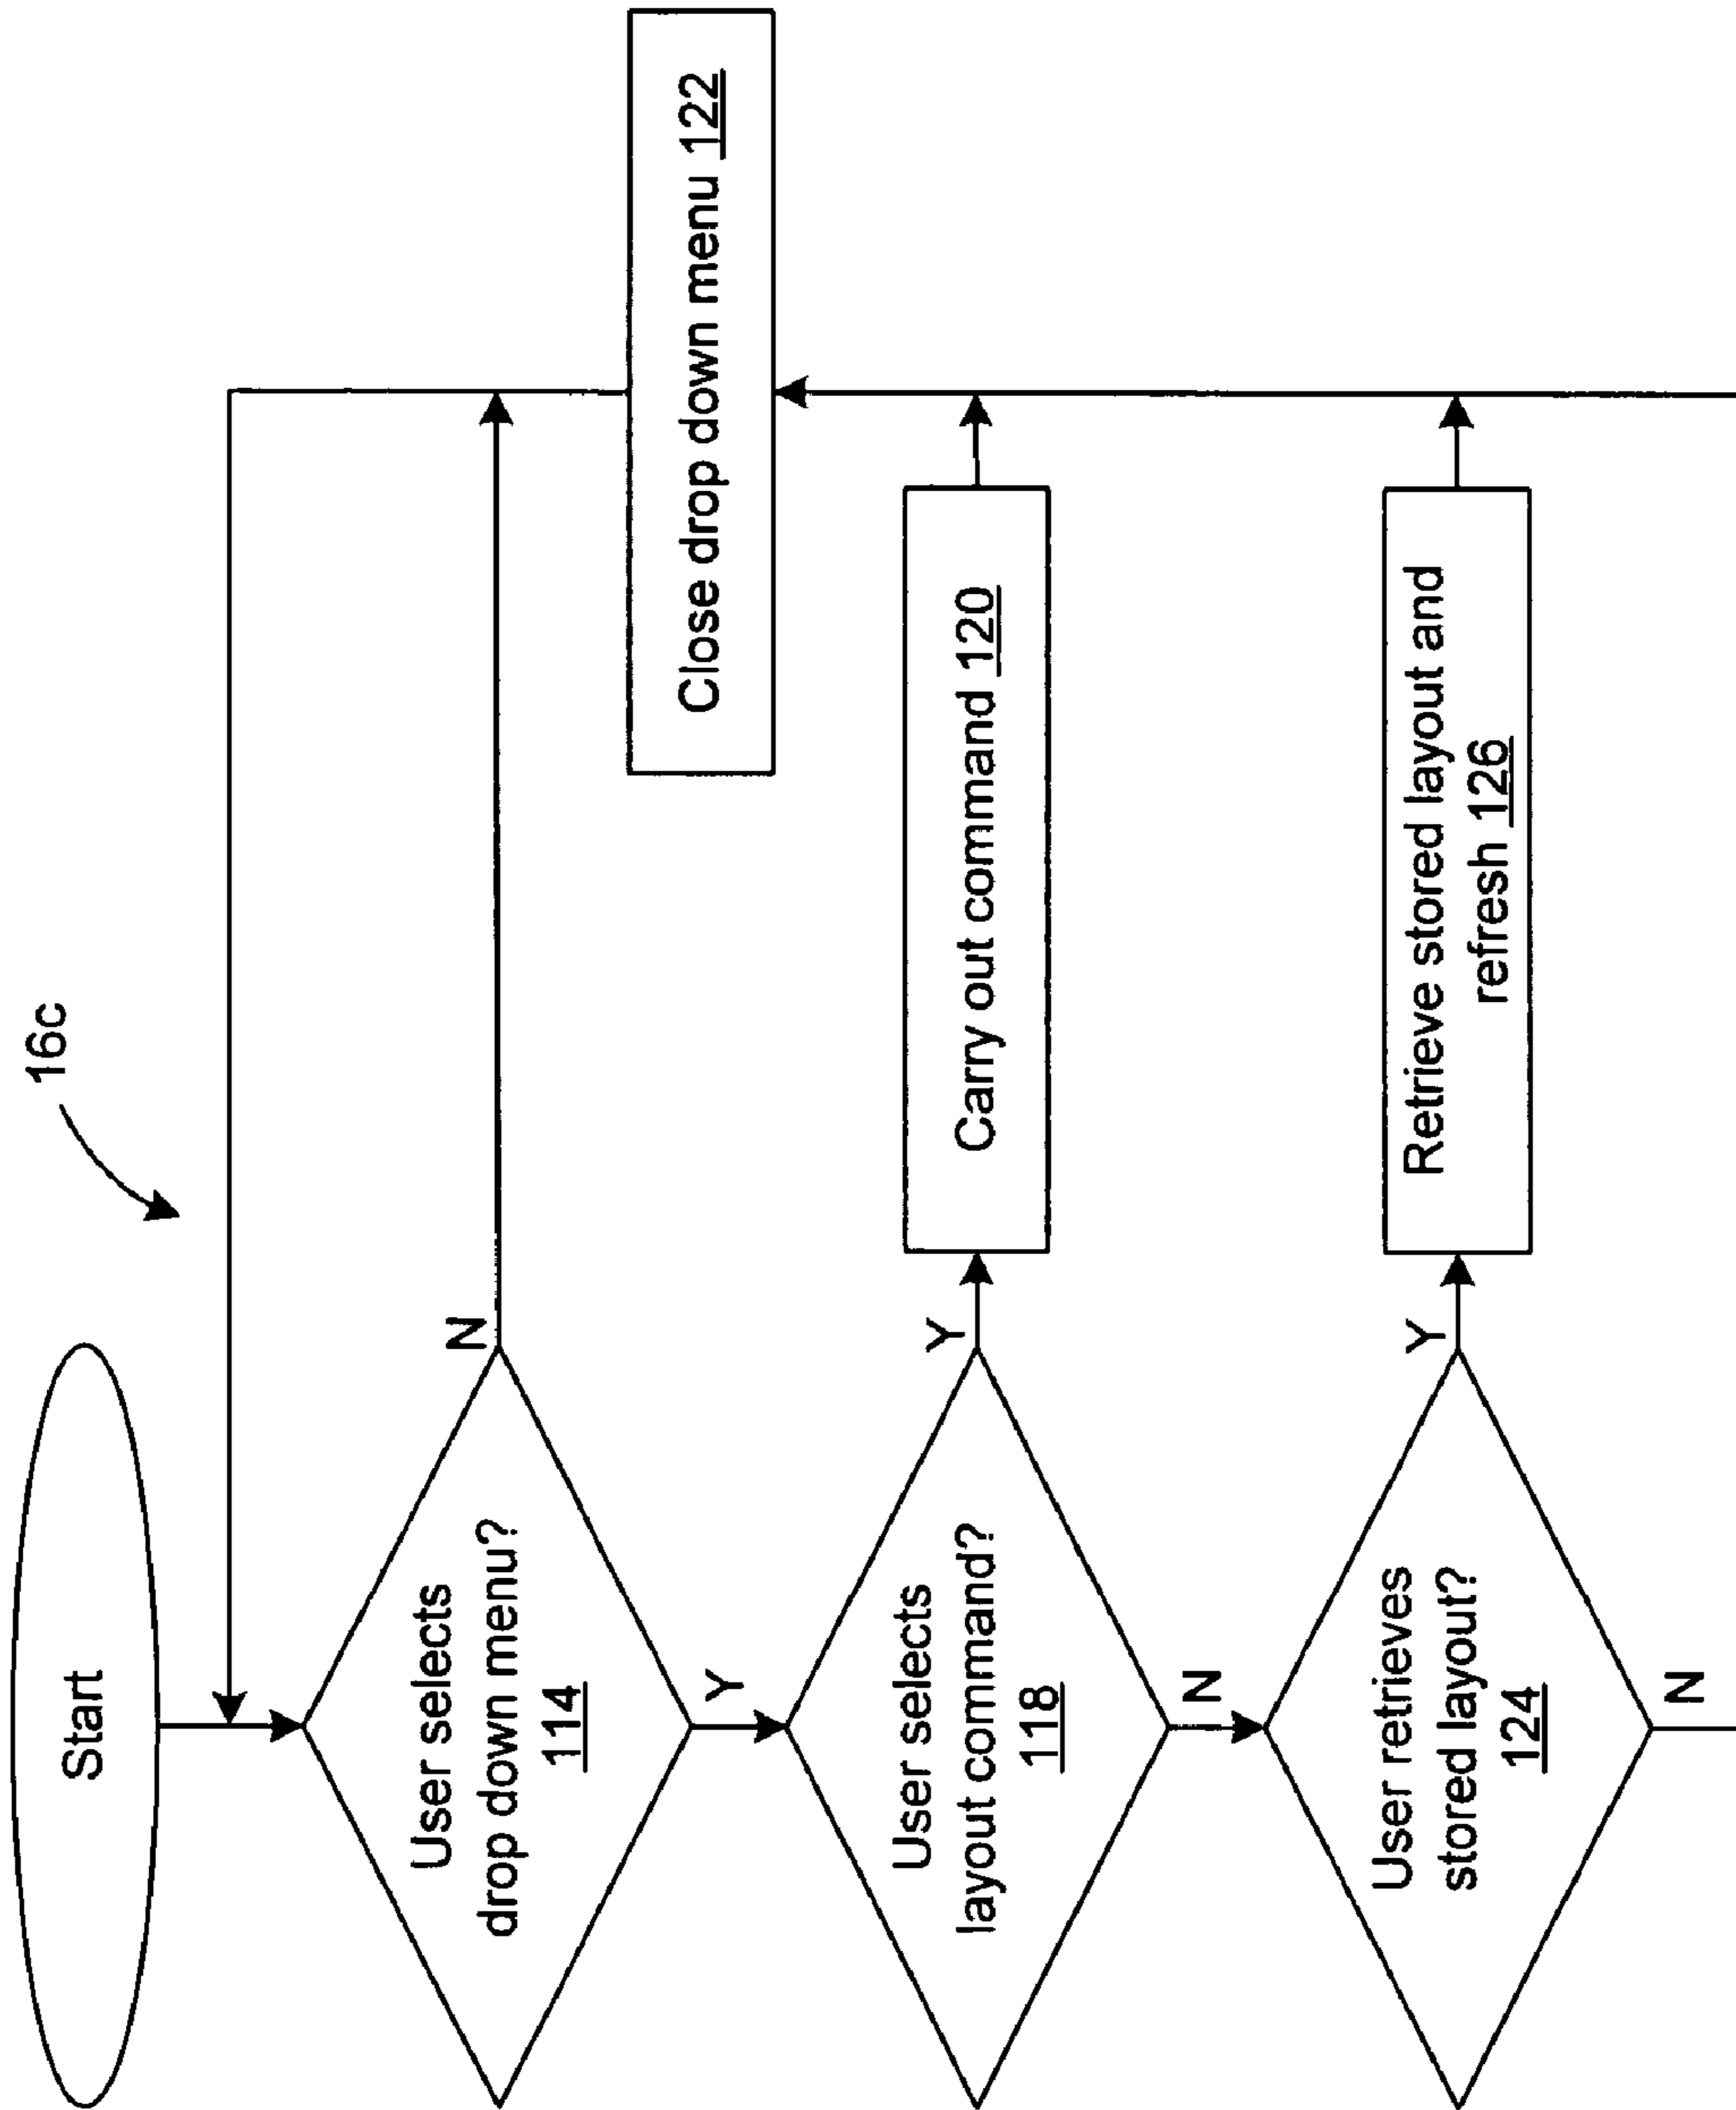 16c
Start
User selects
drop down menu?
114
N
Y
Close drop down menu 122
User selects
layout command?
118
Y
N
Carry out command 120
User retrieves
stored layout?
124
Y
N
Retrieve stored layout and
refresh 126